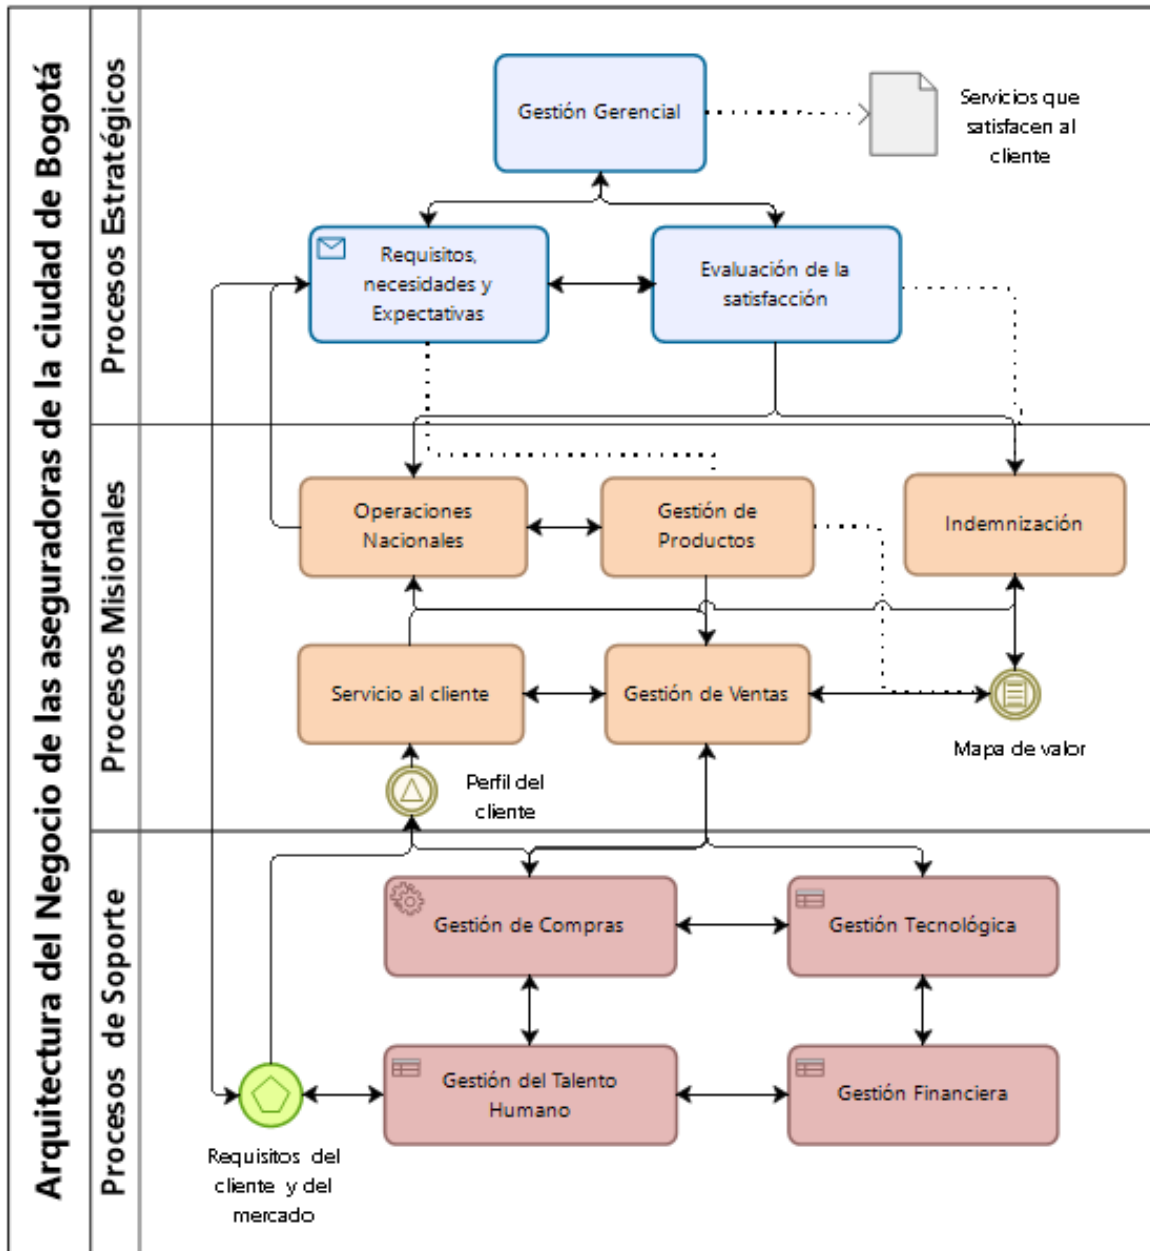 Arquitectura del Negocio de las aseguradoras de la ciudad de Bogotá
Procesos Estratégicos
Gestión Gerencial
Servicios que
satisfacen al
cliente
Requisitos,
necesidades y
Expectativas
Evaluación de la
satisfacción
Procesos Misionales
Operaciones
Nacionales
Gestión de
Productos
Indemnización
Servicio al cliente
Gestión de Ventas
Mapa de valor
Perfil del
cliente
Procesos de Soporte
Gestión de Compras
Gestión Tecnológica
Gestión del Talento
Humano
Gestión Financiera
Requisitos del
cliente y del
mercado